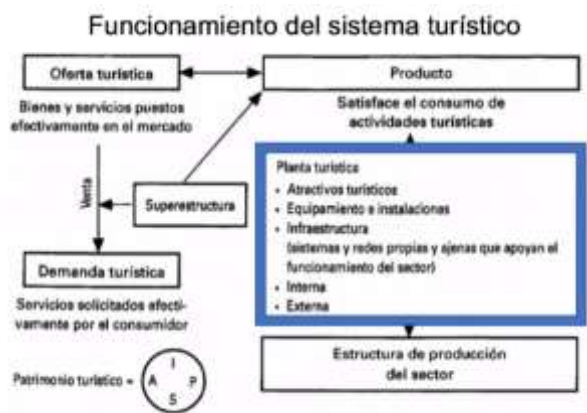 Funcionamiento del sistema turístico
Oferta turística
Producto
Bienes y servicios puestos
efectivamente en el mercado
Satisface el consumo de
actividades turísticas
Venta
Superestructura
Planta turística
• Atractivos turísticos
• Equipamiento e instalaciones
• Infraestructura
(sistemas y redes propias y ajenas que apoyan el
funcionamiento del sector)
• Interna
• Externa
Demanda turística
Servicios solicitados efecti-
vamente por el consumidor
Estructura de producción
del sector
Patrimonio turístico =
I
A P
S